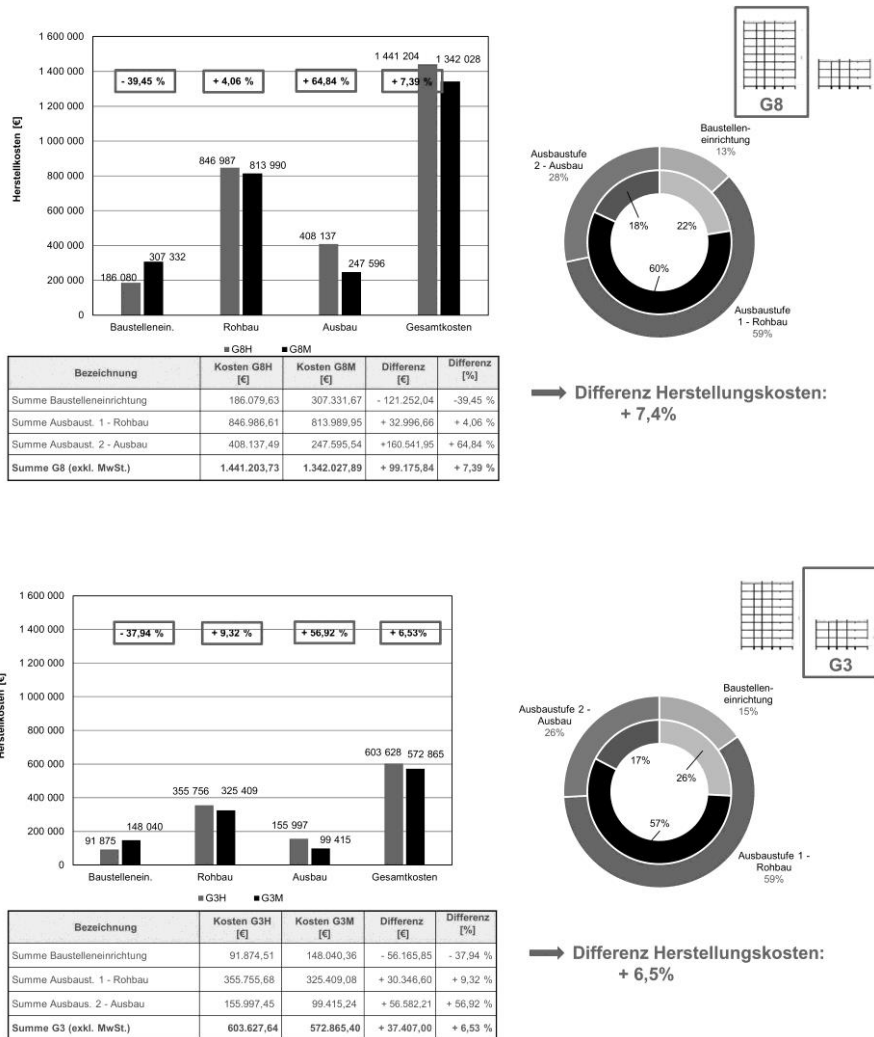 1 600 000
1 400 000
1 200 000
1 000 000
800 000
600 000
400 000
200 000
0
Herstellkosten [€]
- 39,45 %
+ 4,06 %
+ 64,84 %
+ 7,39 %
186 080
307 332
846 987
813 990
408 137
247 596
1 441 204
1 342 028
Baustellenein.
Rohbau
Ausbau
Gesamtkosten
G8H
G8M
G8
Baustellen-
einrichtung
13%
Ausbaustufe
2 - Ausbau
28%
18%
22%
60%
Ausbaustufe
1 - Rohbau
59%
Bezeichnung Kosten G8H [€] Kosten G8M [€] Differenz [€] Differenz [%]
Summe Baustelleneinrichtung 186.079,63 307.331,67 - 121.252,04 -39,45 %
Summe Ausbaust. 1 - Rohbau 846.986,61 813.989,95 + 32.996,66 + 4,06 %
Summe Ausbaust. 2 - Ausbau 408.137,49 247.595,54 +160.541,95 + 64,84 %
Summe G8 (exkl. MwSt.) 1.441.203,73 1.342.027,89 + 99.175,84 + 7,39 %
Differenz Herstellungskosten:
+ 7,4%
1 600 000
1 400 000
1 200 000
1 000 000
800 000
600 000
400 000
200 000
0
Herstellkosten [€]
- 37,94 %
+ 9,32 %
+ 56,92 %
+ 6,53%
91 875
148 040
355 756
325 409
155 997
99 415
603 628
572 865
Baustellenein.
Rohbau
Ausbau
Gesamtkosten
G3H
G3M
G3
Baustellen-
einrichtung
15%
Ausbaustufe 2 -
Ausbau
26%
17%
26%
57%
Ausbaustufe 1 -
Rohbau
59%
Bezeichnung Kosten G3H [€] Kosten G3M [€] Differenz [€] Differenz [%]
Summe Baustelleneinrichtung 91.874,51 148.040,36 - 56.165,85 - 37,94 %
Summe Ausbaust. 1 - Rohbau 355.755,68 325.409,08 + 30.346,60 + 9,32 %
Summe Ausbaus. 2 - Ausbau 155.997,45 99.415,24 + 56.582,21 + 56,92 %
Summe G3 (exkl. MwSt.) 603.627,64 572.865,40 + 37.407,00 + 6,53 %
Differenz Herstellungskosten:
+ 6,5%